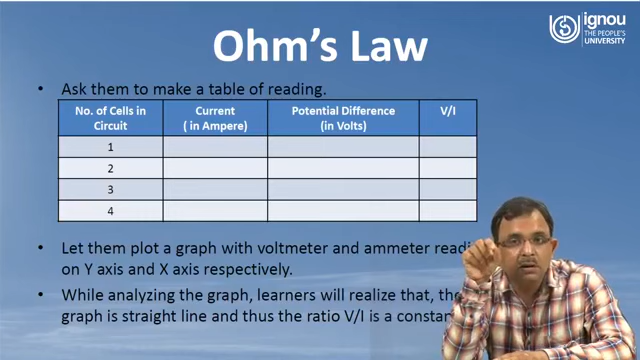 ignou
THE PEOPLE'S
UNIVERSITY
Ohm's Law
• Ask them to make a table of reading.
No. of Cells in Circuit Current ( in Ampere) Potential Difference (in Volts) V/I
1
2
3
4
• Let them plot a graph with voltmeter and ammeter
on Y axis and X axis respectively.
• While analyzing the graph, learners will realize that,
graph is straight line and thus the ratio V/I is a